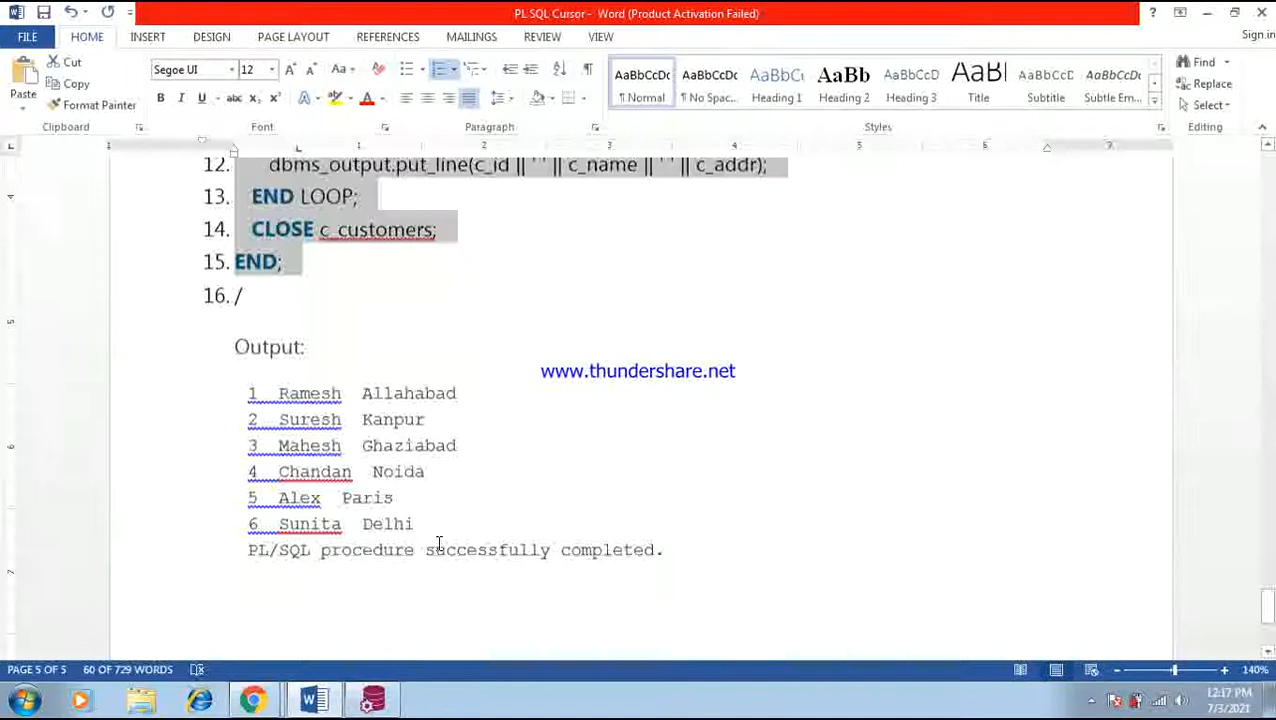 PL SQL Cursor - Word (Product Activation Failed)
Sign in
FILE HOME INSERT DESIGN PAGE LAYOUT REFERENCES MAILINGS REVIEW VIEW
Paste
Cut
Copy
Format Painter
Clipboard
Segoe UI 12
Font
Paragraph
AaBbCcDc AaBbCcDc AaBbC AaBb AaBbCcD AaB AaBbCcD AaBbCcD
¶ Normal ¶ No Spac... Heading 1 Heading 2 Heading 3 Title Subtitle Subtle Em...
Styles
Find
Replace
Select
Editing
12. dbms_output.put_line(c_id || ' ' || c_name || ' ' || c_addr);
13. END LOOP;
14. CLOSE c_customers;
15. END;
16. /
Output:
www.thundershare.net
1 Ramesh Allahabad
2 Suresh Kanpur
3 Mahesh Ghaziabad
4 Chandan Noida
5 Alex Paris
6 Sunita Delhi
PL/SQL procedure successfully completed.
PAGE 5 OF 5 60 OF 729 WORDS 140%
12:17 PM
7/3/2021